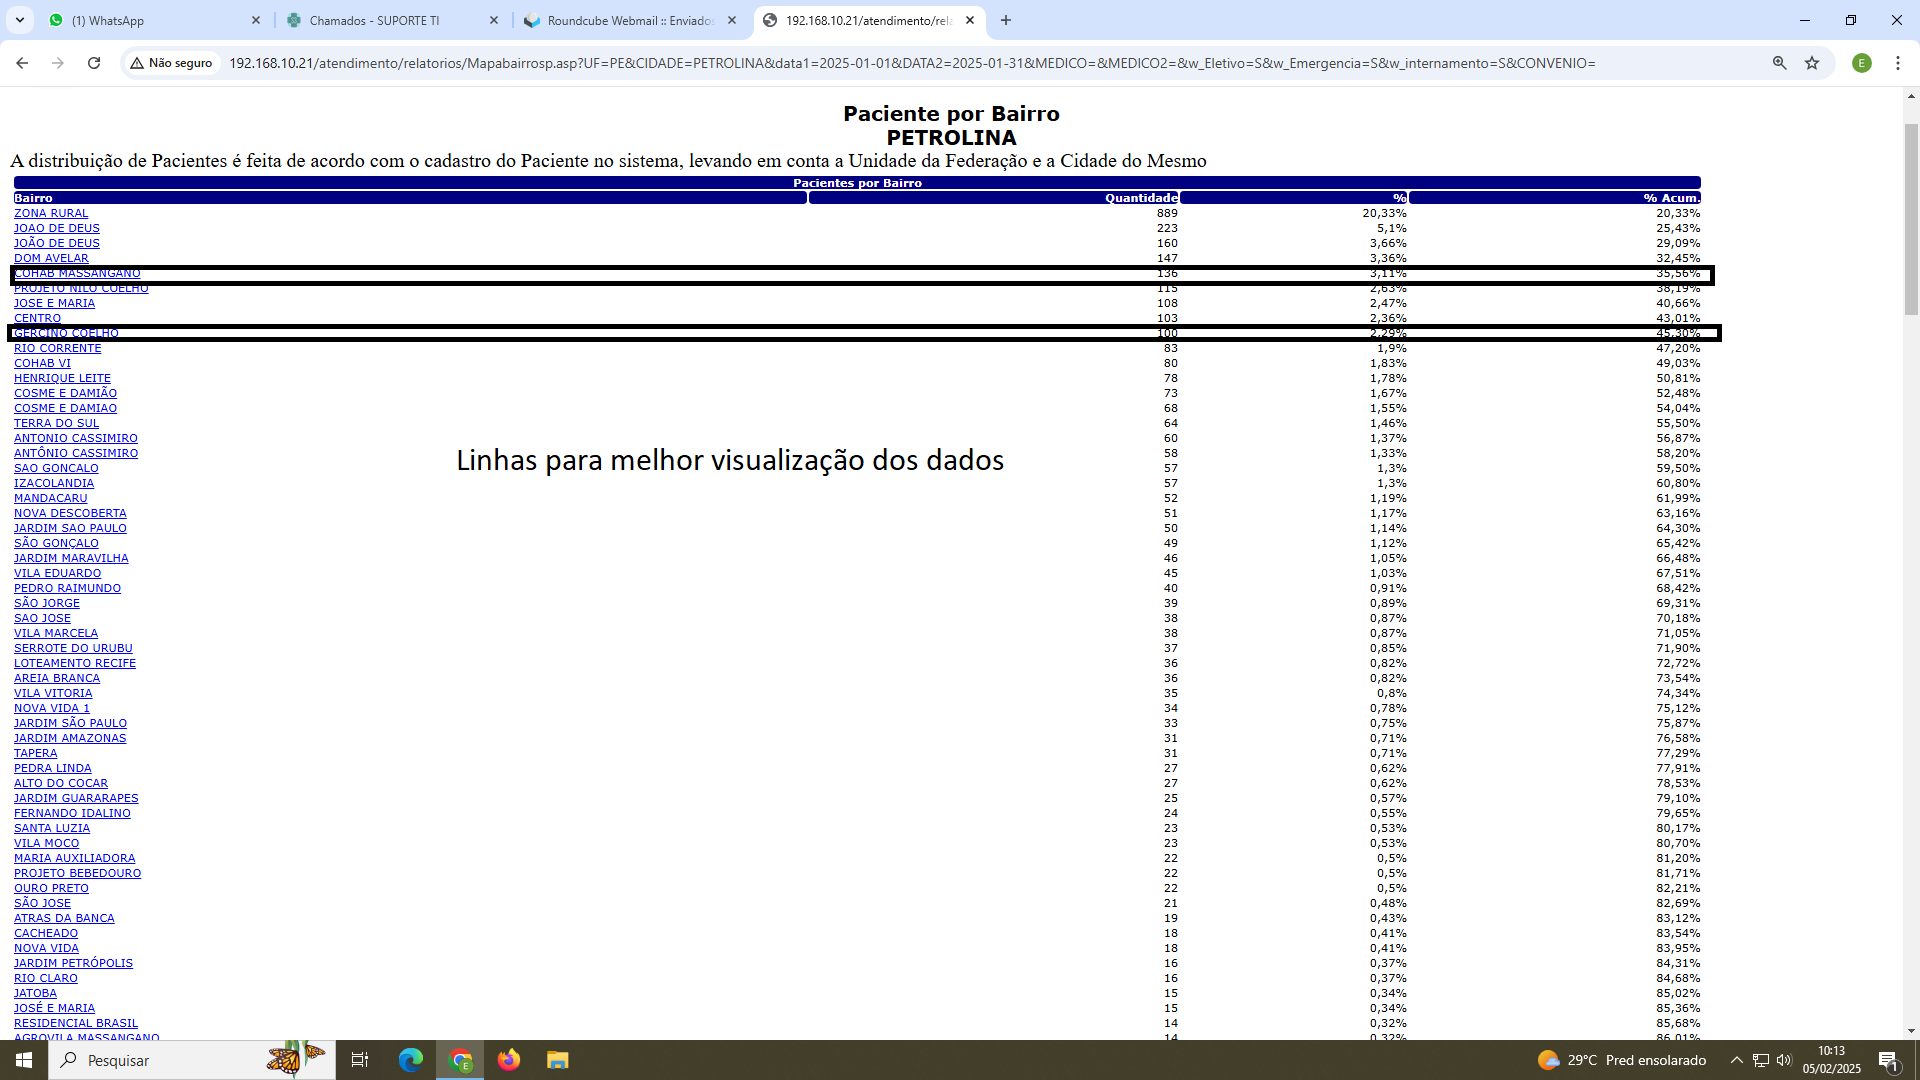 (1) WhatsApp
Chamados - SUPORTE TI
Roundcube Webmail :: Enviados
192.168.10.21/atendimento/rela
Não seguro 192.168.10.21/atendimento/relatorios/Mapabairrosp.asp?UF=PE&CIDADE=PETROLINA&data1=2025-01-01&DATA2=2025-01-31&MEDICO=&MEDICO2=&w_Eletivo=S&w_Emergencia=S&w_internamento=S&CONVENIO=
E
Paciente por Bairro
PETROLINA
A distribuição de Pacientes é feita de acordo com o cadastro do Paciente no sistema, levando em conta a Unidade da Federação e a Cidade do Mesmo
Pacientes por Bairro
Bairro Quantidade % % Acum.
ZONA RURAL 889 20,33% 20,33%
JOAO DE DEUS 223 5,1% 25,43%
JOÃO DE DEUS 160 3,66% 29,09%
DOM AVELAR 147 3,36% 32,45%
COHAB MASSANGANO 136 3,11% 35,56%
PROJETO NILO COELHO 115 2,63% 38,19%
JOSE E MARIA 108 2,47% 40,66%
CENTRO 103 2,36% 43,01%
GERCINO COELHO 100 2,29% 45,30%
RIO CORRENTE 83 1,9% 47,20%
COHAB VI 80 1,83% 49,03%
HENRIQUE LEITE 78 1,78% 50,81%
COSME E DAMIÃO 73 1,67% 52,48%
COSME E DAMIAO 68 1,55% 54,04%
TERRA DO SUL 64 1,46% 55,50%
ANTONIO CASSIMIRO 60 1,37% 56,87%
ANTÔNIO CASSIMIRO 58 1,33% 58,20%
Linhas para melhor visualização dos dados
SAO GONCALO 57 1,3% 59,50%
IZACOLANDIA 57 1,3% 60,80%
MANDACARU 52 1,19% 61,99%
NOVA DESCOBERTA 51 1,17% 63,16%
JARDIM SAO PAULO 50 1,14% 64,30%
SÃO GONÇALO 49 1,12% 65,42%
JARDIM MARAVILHA 46 1,05% 66,48%
VILA EDUARDO 45 1,03% 67,51%
PEDRO RAIMUNDO 40 0,91% 68,42%
SÃO JORGE 39 0,89% 69,31%
SAO JOSE 38 0,87% 70,18%
VILA MARCELA 38 0,87% 71,05%
SERROTE DO URUBU 37 0,85% 71,90%
LOTEAMENTO RECIFE 36 0,82% 72,72%
AREIA BRANCA 36 0,82% 73,54%
VILA VITORIA 35 0,8% 74,34%
NOVA VIDA 1 34 0,78% 75,12%
JARDIM SÃO PAULO 33 0,75% 75,87%
JARDIM AMAZONAS 31 0,71% 76,58%
TAPERA 31 0,71% 77,29%
PEDRA LINDA 27 0,62% 77,91%
ALTO DO COCAR 27 0,62% 78,53%
JARDIM GUARARAPES 25 0,57% 79,10%
FERNANDO IDALINO 24 0,55% 79,65%
SANTA LUZIA 23 0,53% 80,17%
VILA MOCO 23 0,53% 80,70%
MARIA AUXILIADORA 22 0,5% 81,20%
PROJETO BEBEDOURO 22 0,5% 81,71%
OURO PRETO 22 0,5% 82,21%
SÃO JOSE 21 0,48% 82,69%
ATRAS DA BANCA 19 0,43% 83,12%
CACHEADO 18 0,41% 83,54%
NOVA VIDA 18 0,41% 83,95%
JARDIM PETRÓPOLIS 16 0,37% 84,31%
RIO CLARO 16 0,37% 84,68%
JATOBA 15 0,34% 85,02%
JOSÉ E MARIA 15 0,34% 85,36%
RESIDENCIAL BRASIL 14 0,32% 85,68%
AGROVILA MASSANGANO 14 0,32% 86,01%
Pesquisar
29°C Pred ensolarado
10:13
05/02/2025
1